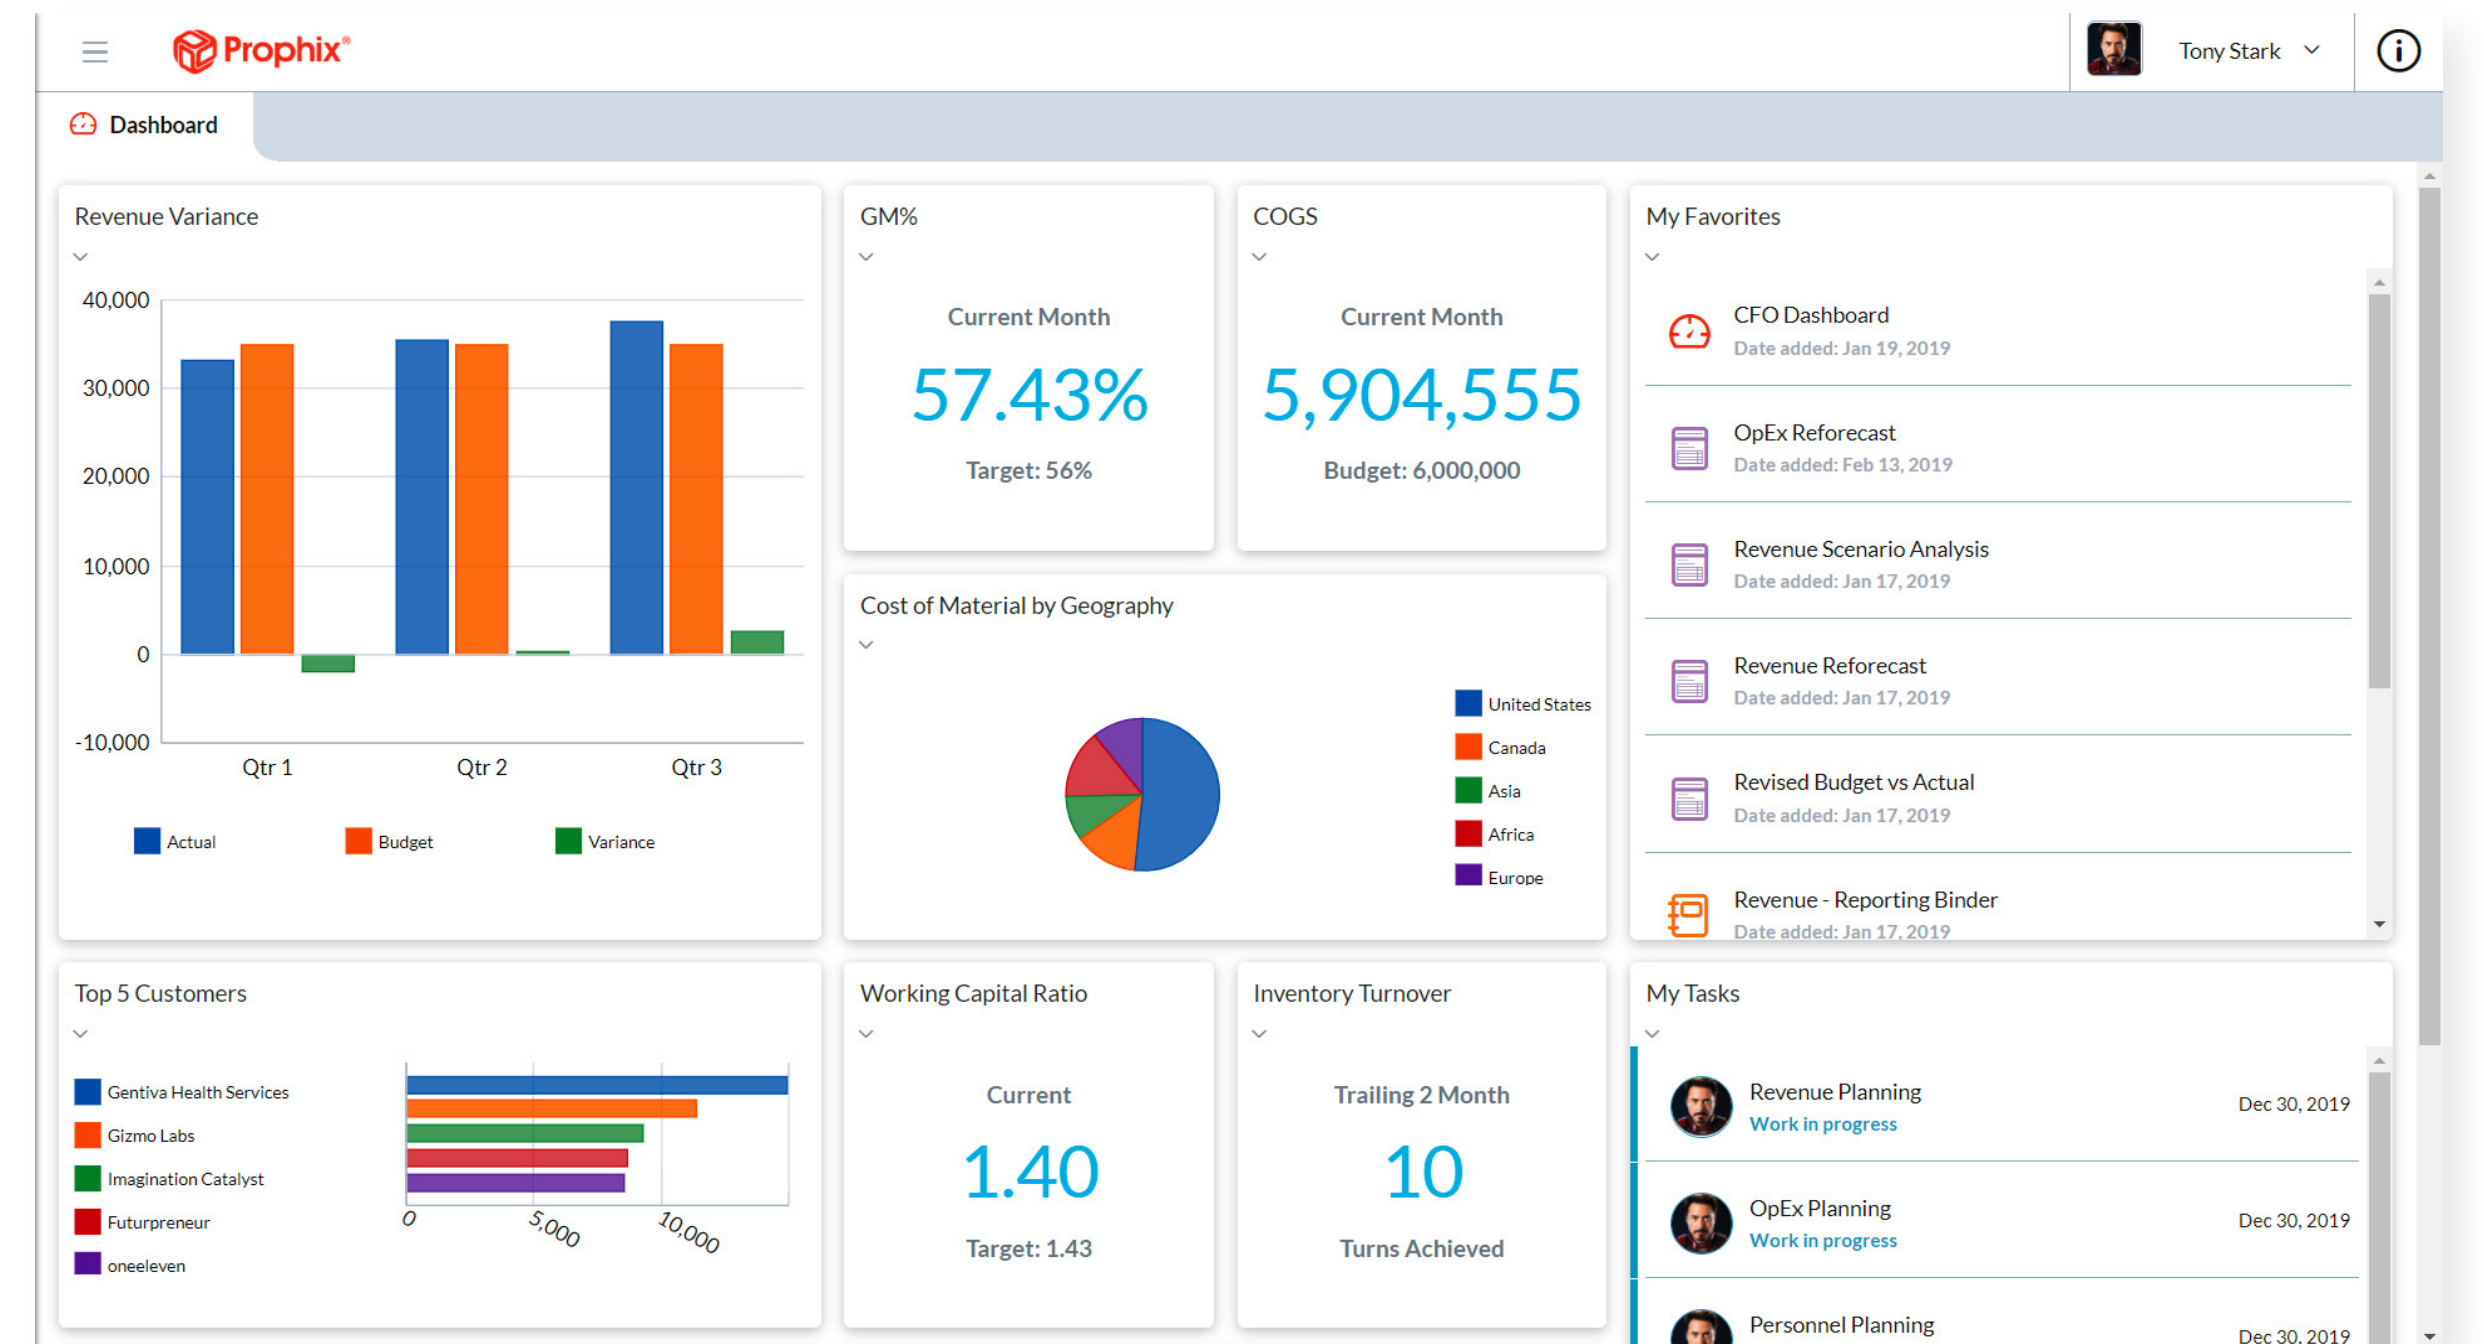 Prophix®
Tony Stark
Dashboard
Revenue Variance
40,000
30,000
20,000
10,000
0
-10,000
Qtr 1
Qtr 2
Qtr 3
Actual
Budget
Variance
GM%
Current Month
57.43%
Target: 56%
COGS
Current Month
5,904,555
Budget: 6,000,000
Cost of Material by Geography
United States
Canada
Asia
Africa
Europe
My Favorites
CFO Dashboard
Date added: Jan 19, 2019
OpEx Reforecast
Date added: Feb 13, 2019
Revenue Scenario Analysis
Date added: Jan 17, 2019
Revenue Reforecast
Date added: Jan 17, 2019
Revised Budget vs Actual
Date added: Jan 17, 2019
Revenue - Reporting Binder
Date added: Jan 17, 2019
Top 5 Customers
Gentiva Health Services
Gizmo Labs
Imagination Catalyst
Futurpreneur
oneeleven
0
5,000
10,000
Working Capital Ratio
Current
1.40
Target: 1.43
Inventory Turnover
Trailing 2 Month
10
Turns Achieved
My Tasks
Revenue Planning
Work in progress
Dec 30, 2019
OpEx Planning
Work in progress
Dec 30, 2019
Personnel Planning
Dec 30, 2019